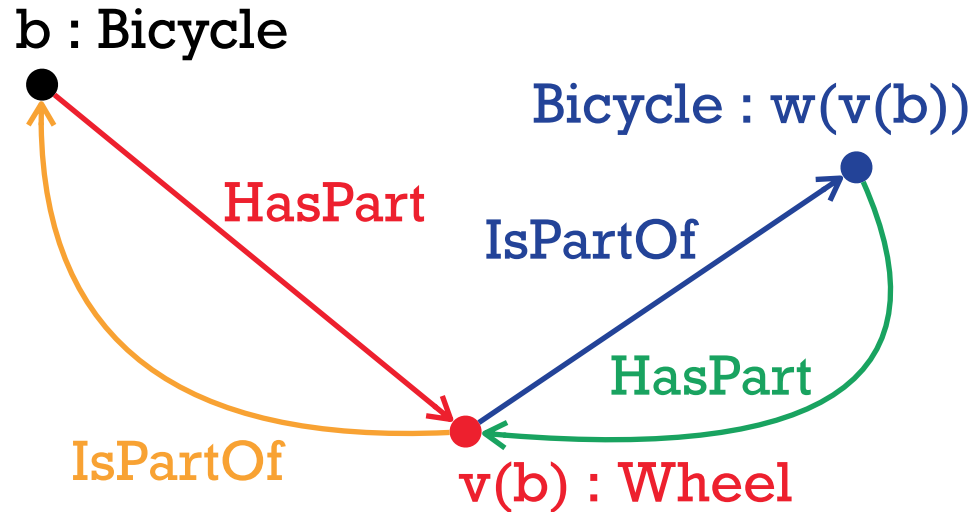 b : Bicycle
Bicycle : w(v(b))
HasPart
IsPartOf
HasPart
IsPartOf
v(b) : Wheel